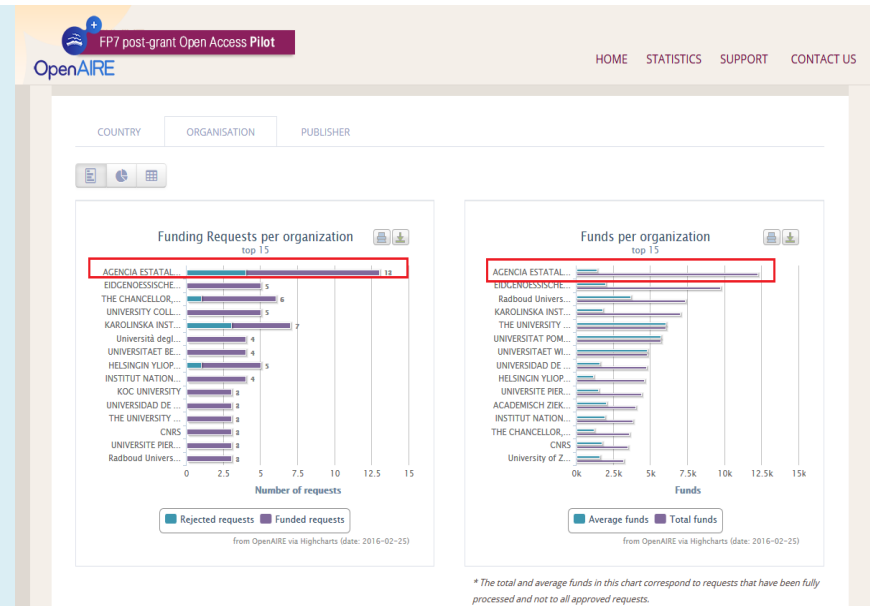 FP7 post-grant Open Access Pilot
OpenAIRE
HOME STATISTICS SUPPORT CONTACT US
COUNTRY ORGANISATION PUBLISHER
Funding Requests per organization
top 15
AGENCIA ESTATAL...
EIDGENOESSISCHE... 5
THE CHANCELLOR,... 6
UNIVERSITY COLL... 5
KAROLINSKA INST... 7
Università degl... 4
UNIVERSITAET BE... 4
HELSINGIN YLIOP... 5
INSTITUT NATION... 4
KOC UNIVERSITY 3
UNIVERSIDAD DE ... 3
THE UNIVERSITY ... 3
CNRS 3
UNIVERSITE PIER... 3
Radboud Univers... 3
0 2.5 5 7.5 10 12.5 15
Number of requests
Rejected requests Funded requests
from OpenAIRE via Highcharts (date: 2016-02-25)
Funds per organization
top 15
AGENCIA ESTATAL...
EIDGENOESSISCHE...
Radboud Univers...
KAROLINSKA INST...
THE UNIVERSITY ...
UNIVERSITAT POM...
UNIVERSITAET WI...
UNIVERSIDAD DE ...
HELSINGIN YLIOP...
UNIVERSITE PIER...
ACADEMISCH ZIEK...
INSTITUT NATION...
THE CHANCELLOR,...
CNRS
University of Z...
0k 2.5k 5k 7.5k 10k 12.5k 15k
Funds
Average funds Total funds
from OpenAIRE via Highcharts (date: 2016-02-25)
* The total and average funds in this chart correspond to requests that have been fully
processed and not to all approved requests.